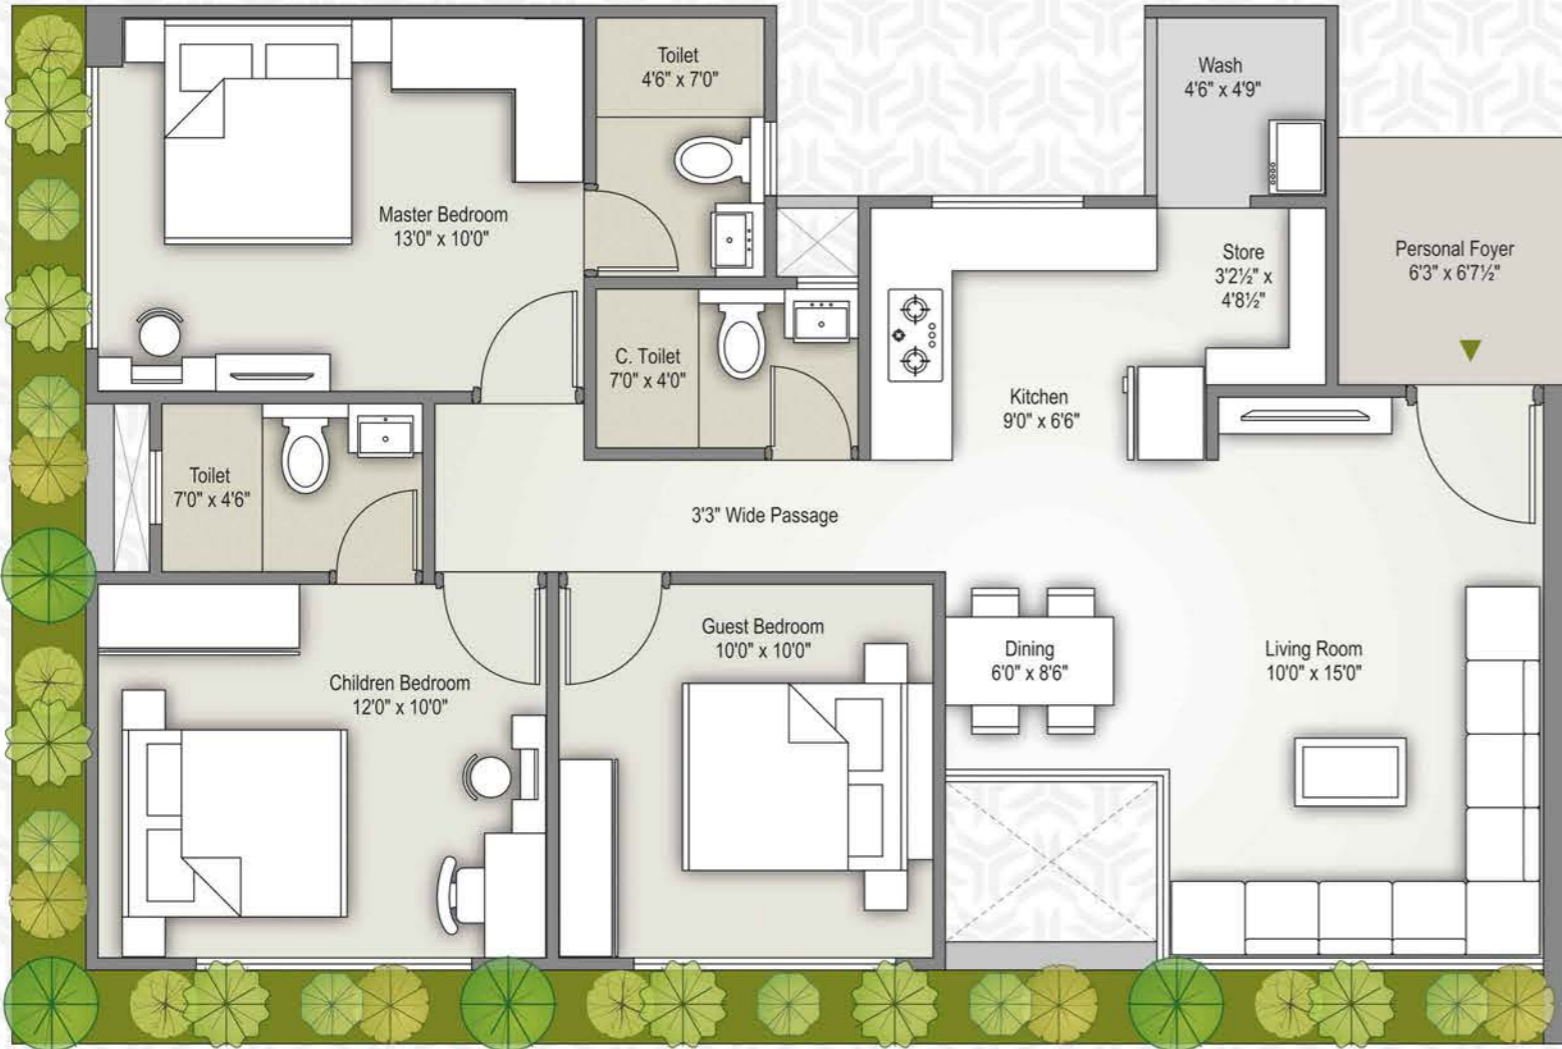 Toilet
4'6" x 7'0"
Wash
4'6" x 4'9"
Master Bedroom
13'0" x 10'0"
Store
3'2½" x
4'8½"
Personal Foyer
6'3" x 6'7½"
C. Toilet
7'0" x 4'0"
Kitchen
9'0" x 6'6"
Toilet
7'0" x 4'6"
3'3" Wide Passage
Guest Bedroom
10'0" x 10'0"
Dining
6'0" x 8'6"
Living Room
10'0" x 15'0"
Children Bedroom
12'0" x 10'0"